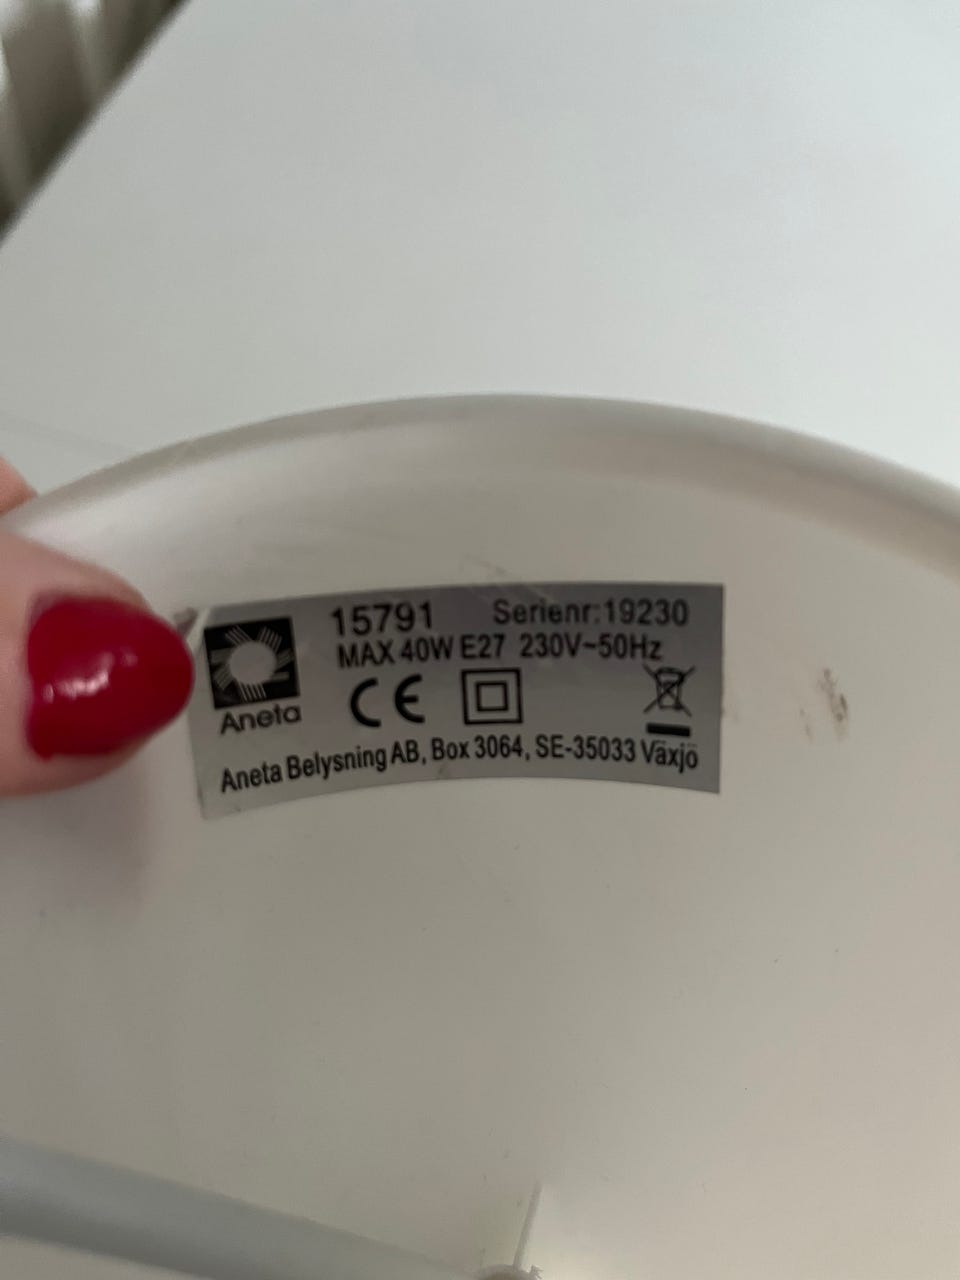 15791 Serienr:19230
MAX 40W E27 230V~50Hz
CE
Aneta
Aneta Belysning AB, Box 3064, SE-35033 Växjö